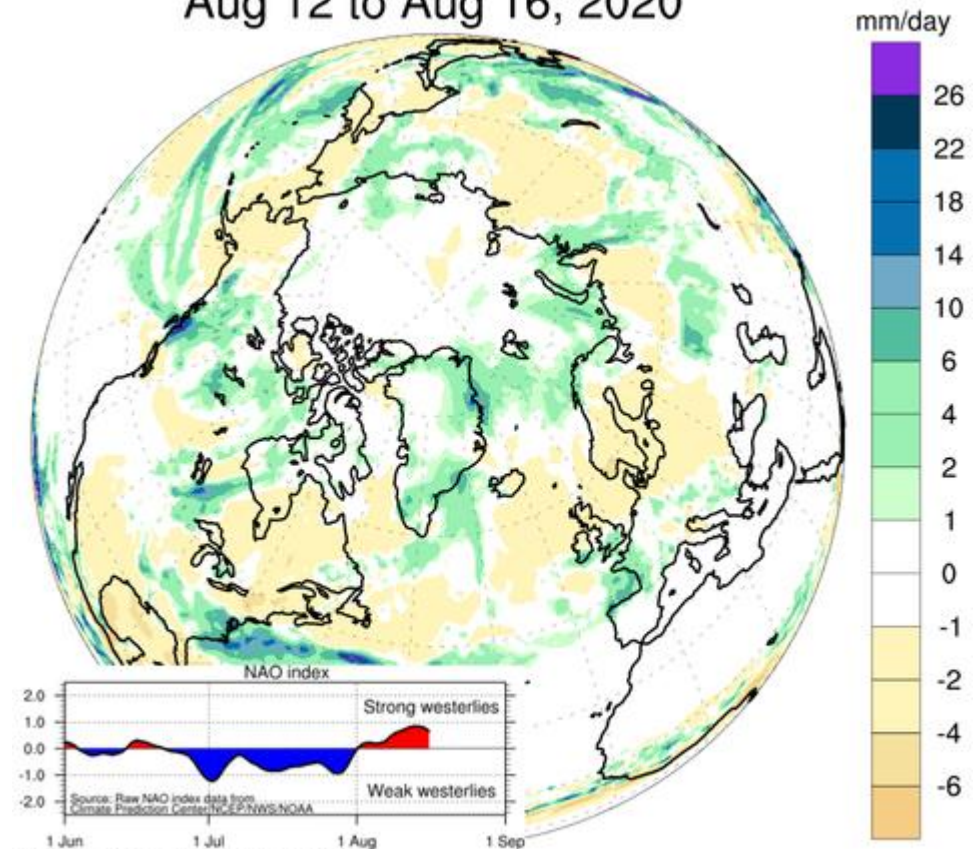 Aug 12 to Aug 16, 2020
mm/day
26
22
18
14
10
6
4
2
1
0
-1
-2
-4
-6
NAO index
2.0
1.0
0.0
-1.0
-2.0
Strong westerlies
Weak westerlies
Source: Raw NAO index data from
Climate Prediction Center/NCEP/NWS/NOAA
1 Jun
1 Jul
1 Aug
1 Sep